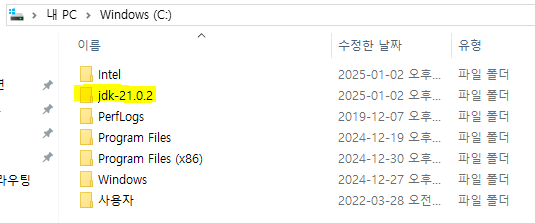 내 PC > Windows (C:)
이름 수정한 날짜 유형
Intel 2025-01-02 오후... 파일 폴더
면 jdk-21.0.2 2025-01-02 오후... 파일 폴더
PerfLogs 2019-12-07 오후... 파일 폴더
Program Files 2024-12-19 오후... 파일 폴더
Program Files (x86) 2024-12-30 오후... 파일 폴더
라우팅 Windows 2024-12-27 오후... 파일 폴더
사용자 2022-03-28 오전... 파일 폴더